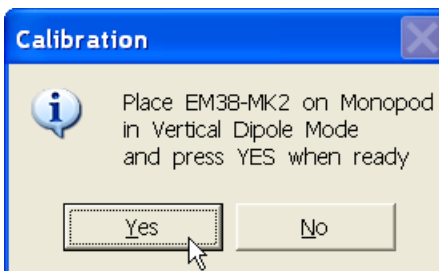 Calibration
Place EM38-MK2 on Monopod
in Vertical Dipole Mode
and press YES when ready
Yes
No